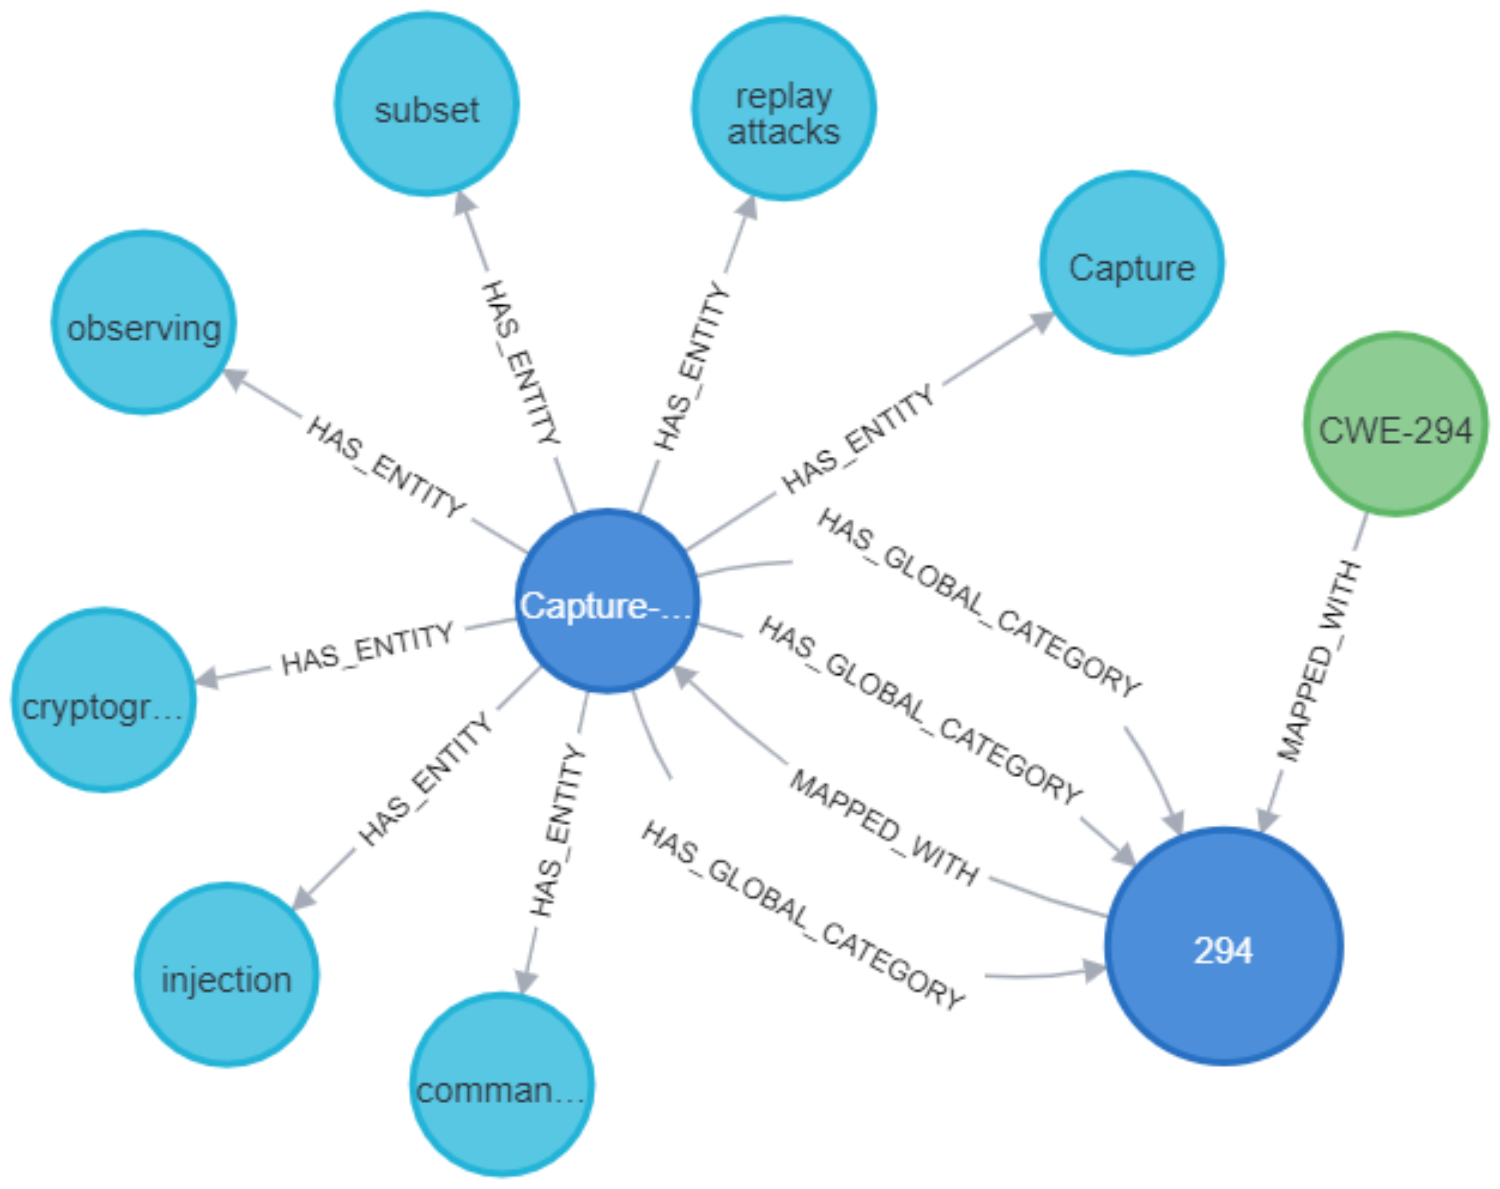 subset
replay
attacks
Capture
observing
CWE-294
HAS_ENTITY
HAS_ENTITY
HAS_ENTITY
HAS_ENTITY
HAS_GLOBAL_CATEGORY
MAPPED_WITH
Capture-...
HAS_ENTITY
HAS_GLOBAL_CATEGORY
cryptogr...
HAS_ENTITY
HAS_ENTITY
MAPPED_WITH
HAS_GLOBAL_CATEGORY
294
injection
comman...